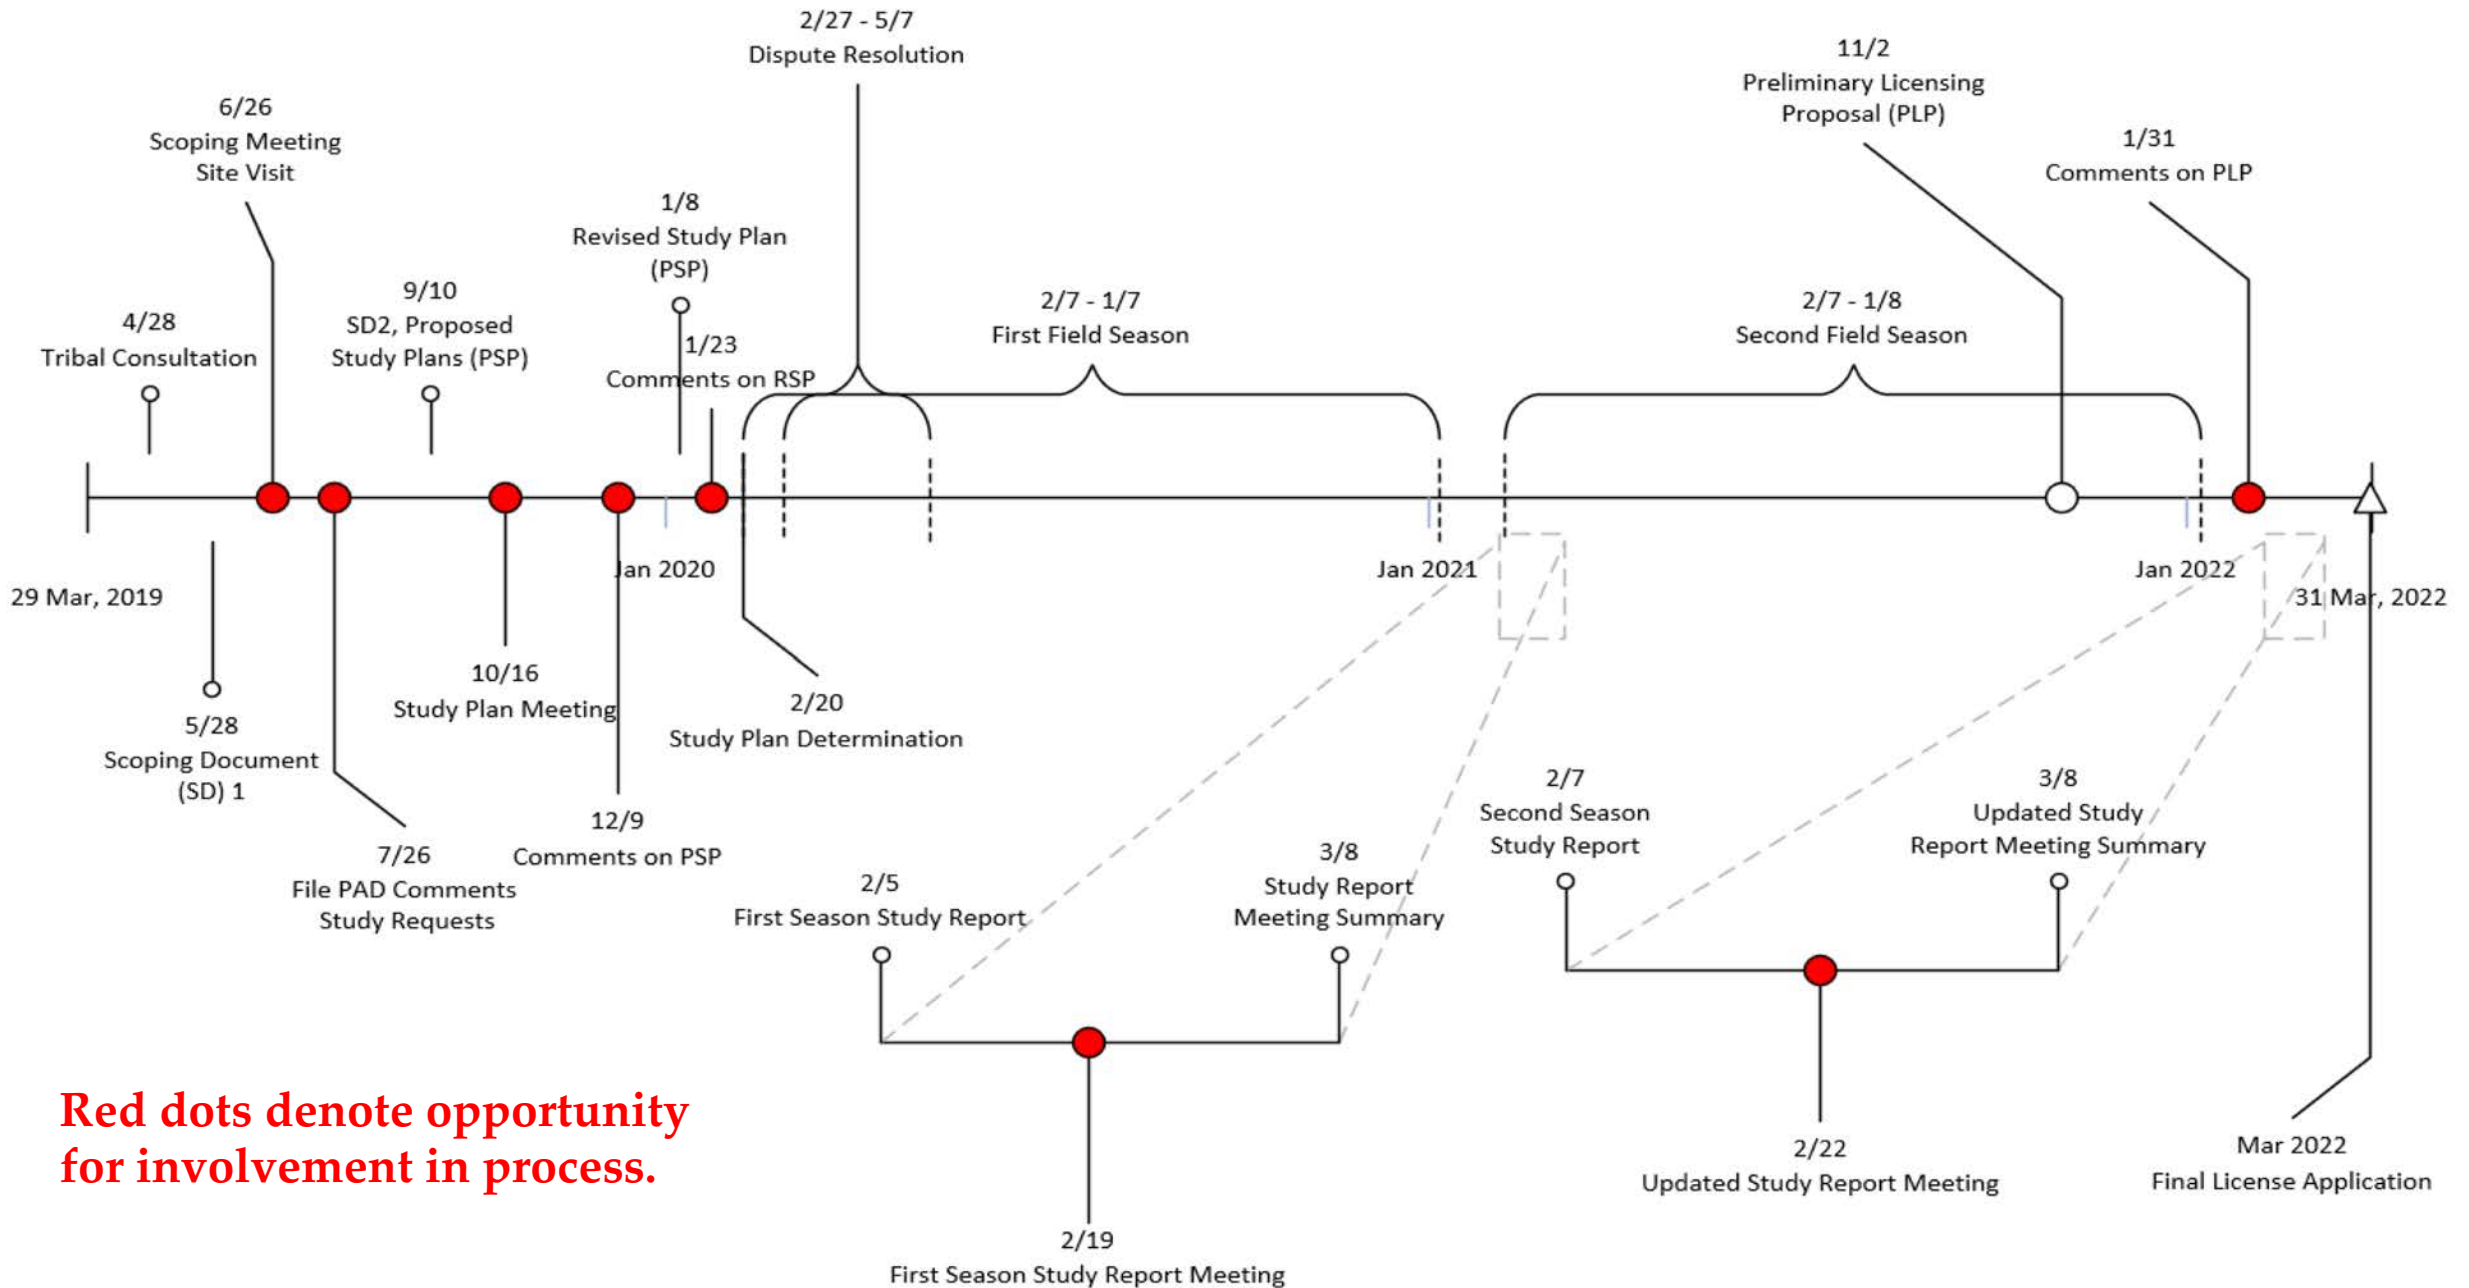 2/27 - 5/7
Dispute Resolution
11/2
Preliminary Licensing
Proposal (PLP)
6/26
Scoping Meeting
Site Visit
1/31
Comments on PLP
1/8
Revised Study Plan
(PSP)
9/10
SD2, Proposed
Study Plans (PSP)
4/28
Tribal Consultation
1/23
Comments on RSP
2/7 - 1/7
First Field Season
2/7 - 1/8
Second Field Season
29 Mar, 2019
Jan 2020
Jan 2021
Jan 2022
31 Mar, 2022
5/28
Scoping Document
(SD) 1
10/16
Study Plan Meeting
2/20
Study Plan Determination
7/26
File PAD Comments
Study Requests
12/9
Comments on PSP
2/5
First Season Study Report
3/8
Study Report
Meeting Summary
2/7
Second Season
Study Report
3/8
Updated Study
Report Meeting Summary
Red dots denote opportunity
for involvement in process.
2/19
First Season Study Report Meeting
2/22
Updated Study Report Meeting
Mar 2022
Final License Application